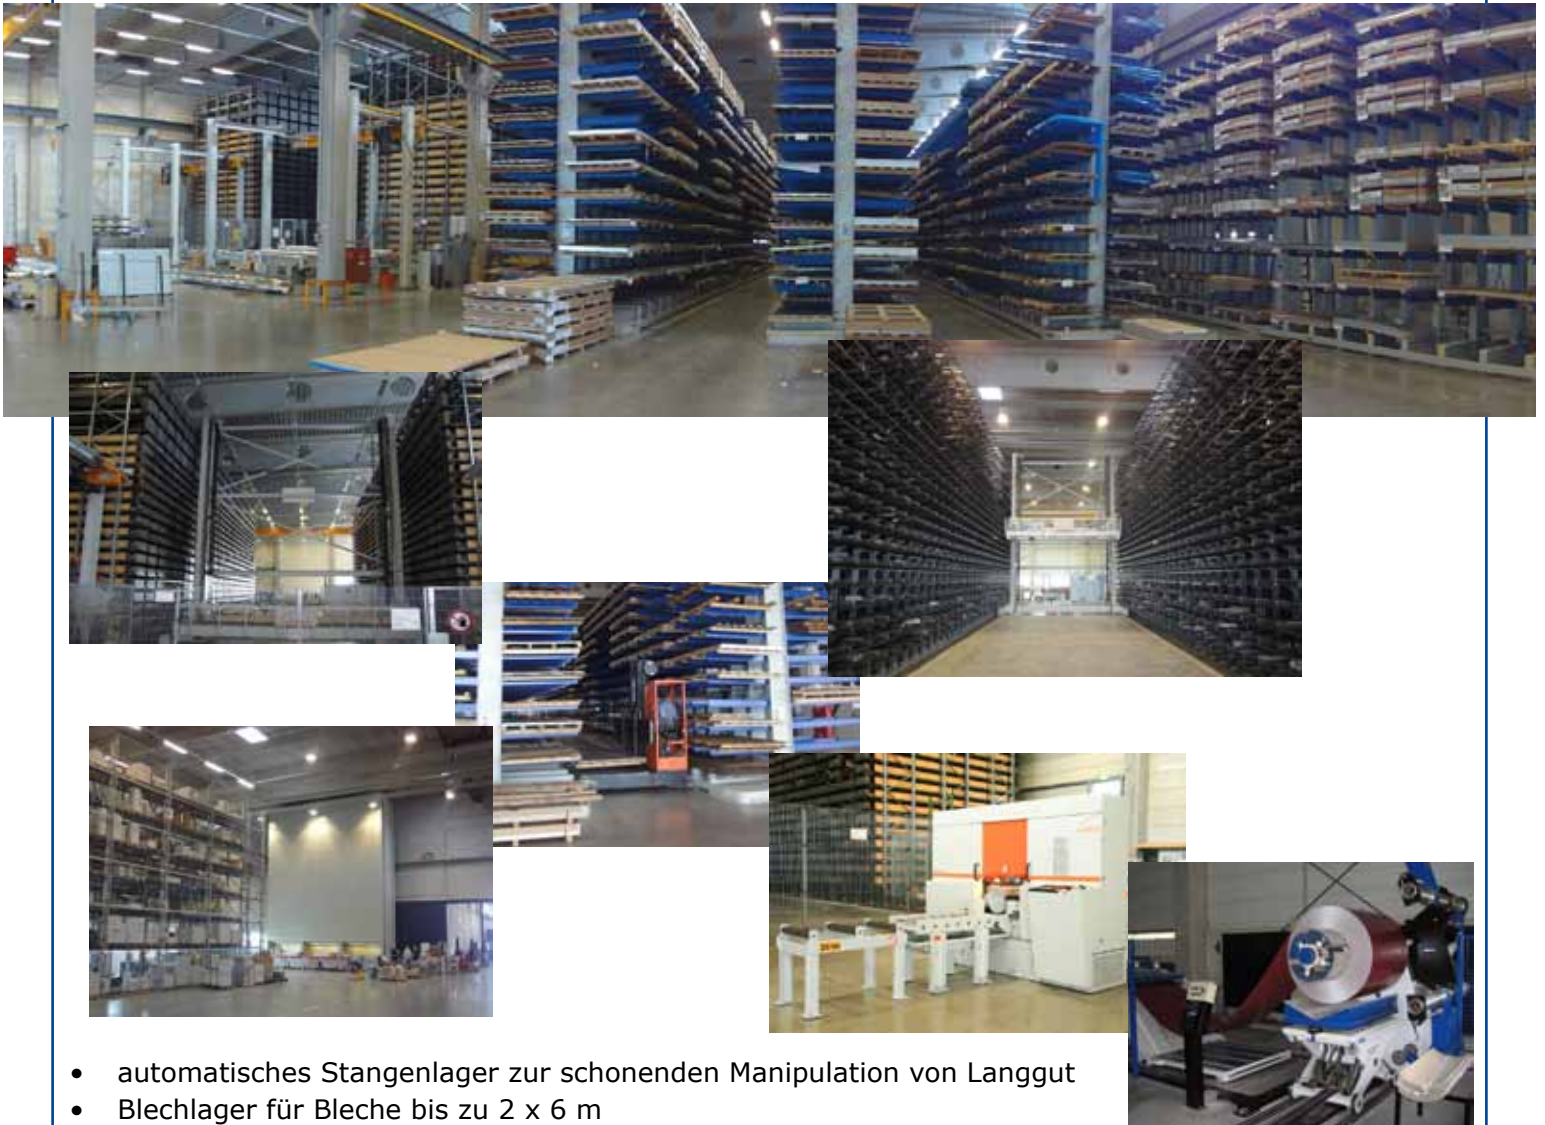 • automatisches Stangenlager zur schonenden Manipulation von Langgut
• Blechlager für Bleche bis zu 2 x 6 m